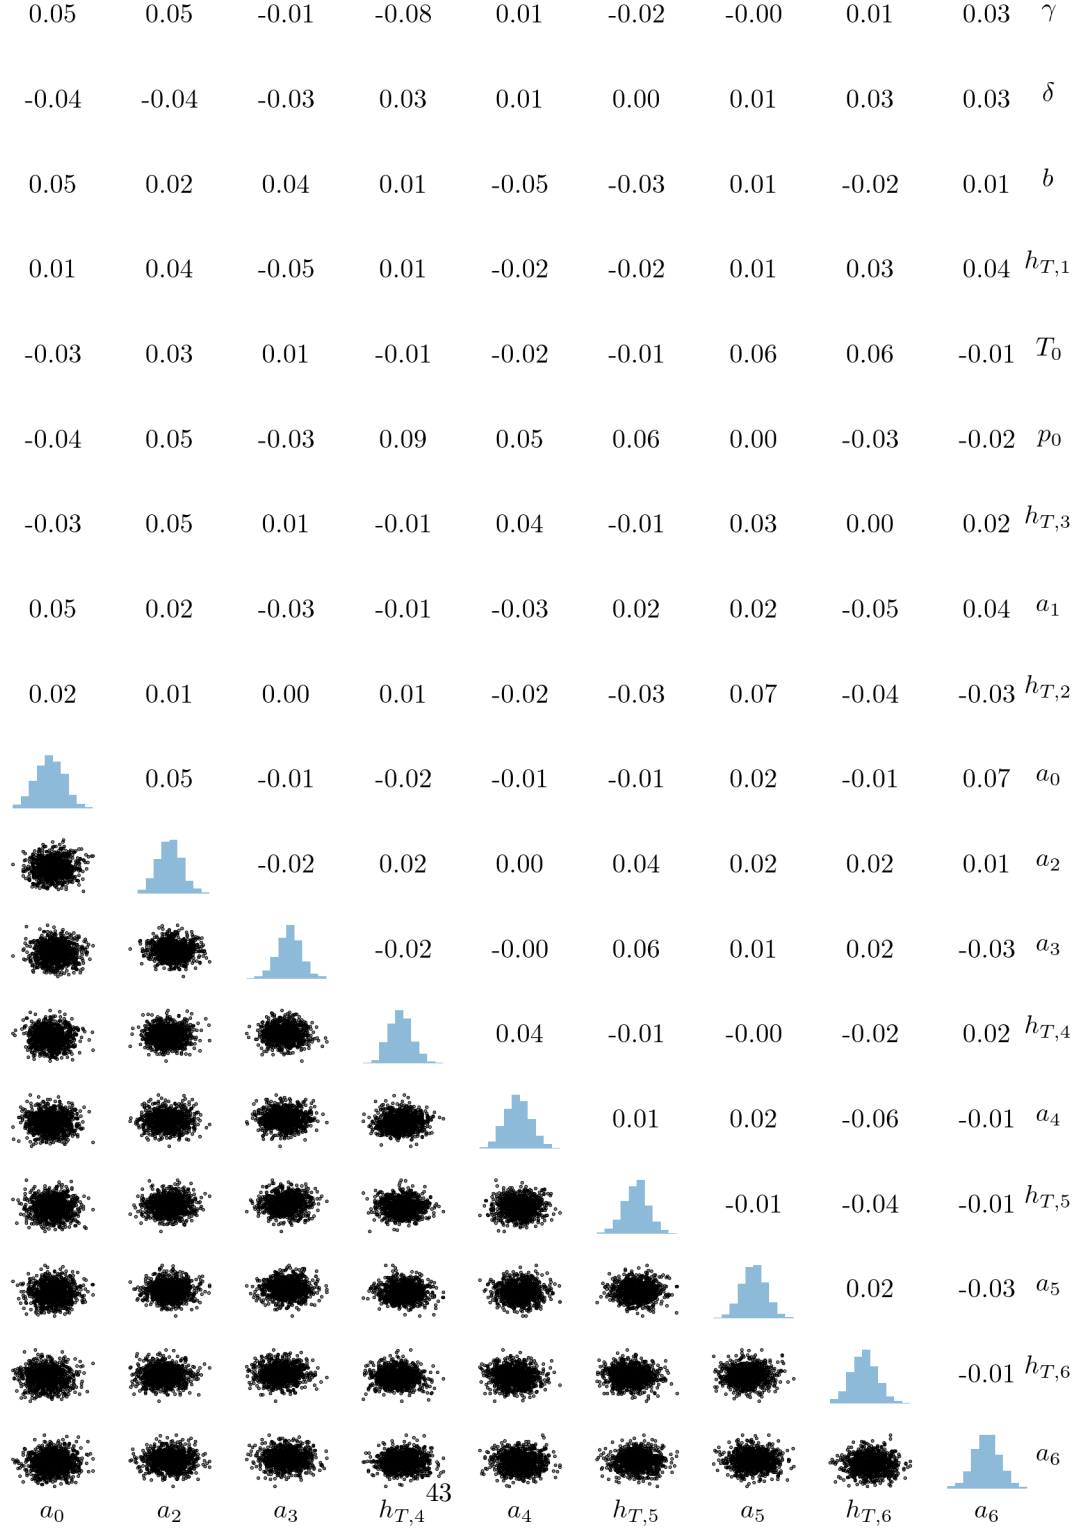 0.05 0.05 -0.01 -0.08 0.01 -0.02 -0.00 0.01 0.03 γ
-0.04 -0.04 -0.03 0.03 0.01 0.00 0.01 0.03 0.03 δ
0.05 0.02 0.04 0.01 -0.05 -0.03 0.01 -0.02 0.01 b
0.01 0.04 -0.05 0.01 -0.02 -0.02 0.01 0.03 0.04 h_{T,1}
-0.03 0.03 0.01 -0.01 -0.02 -0.01 0.06 0.06 -0.01 T_0
-0.04 0.05 -0.03 0.09 0.05 0.06 0.00 -0.03 -0.02 p_0
-0.03 0.05 0.01 -0.01 0.04 -0.01 0.03 0.00 0.02 h_{T,3}
0.05 0.02 -0.03 -0.01 -0.03 0.02 0.02 -0.05 0.04 a_1
0.02 0.01 0.00 0.01 -0.02 -0.03 0.07 -0.04 -0.03 h_{T,2}
0.05 -0.01 -0.02 -0.01 -0.01 0.02 -0.01 0.07 a_0
-0.02 0.02 0.00 0.04 0.02 0.02 0.01 a_2
-0.02 -0.00 0.06 0.01 0.02 -0.03 a_3
0.04 -0.01 -0.00 -0.02 0.02 h_{T,4}
0.01 0.02 -0.06 -0.01 a_4
-0.01 -0.04 -0.01 h_{T,5}
0.02 -0.03 a_5
-0.01 h_{T,6}
a_6
43
a_0 a_2 a_3 h_{T,4} a_4 h_{T,5} a_5 h_{T,6} a_6